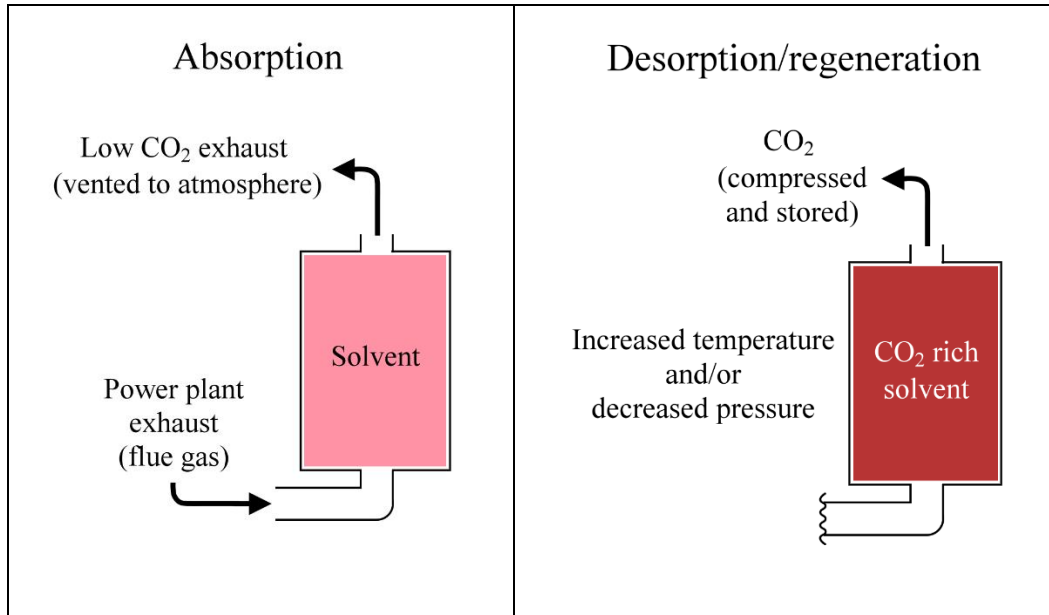 Absorption
Low CO₂ exhaust
(vented to atmosphere)
Solvent
Power plant
exhaust
(flue gas)
Desorption/regeneration
CO₂
(compressed
and stored)
Increased temperature
and/or
decreased pressure
CO₂ rich
solvent